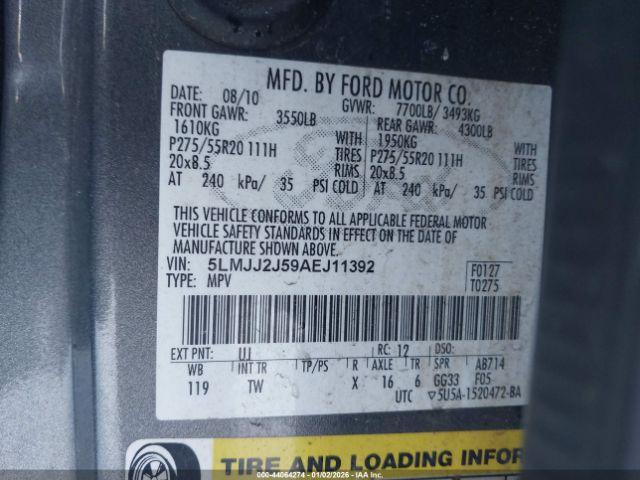 MFD. BY FORD MOTOR CO.
DATE: 08/10 GVWR: 7700LB/ 3493KG
FRONT GAWR: 3550LB REAR GAWR: 4300LB
1610KG WITH 1950KG WITH
P275/55R20 111H TIRES P275/55R20 111H TIRES
20x8.5 RIMS 20x8.5 RIMS
AT 240 kPa/ 35 PSI COLD AT 240 kPa/ 35 PSI COLD
THIS VEHICLE CONFORMS TO ALL APPLICABLE FEDERAL MOTOR
VEHICLE SAFETY STANDARDS IN EFFECT ON THE DATE OF
MANUFACTURE SHOWN ABOVE.
VIN: 5LMJJ2J59AEJ11392 F0127
TYPE: MPV T0275
EXT PNT: UJ RC: 12 DSO:
WB INT TR TP/PS R AXLE TR SPR AB714
119 TW X 16 6 GG33 F05
UTC ▽5U5A-1520472-BA
TIRE AND LOADING INFOR
000-44064274 - 01/02/2026 - IAAI.COM